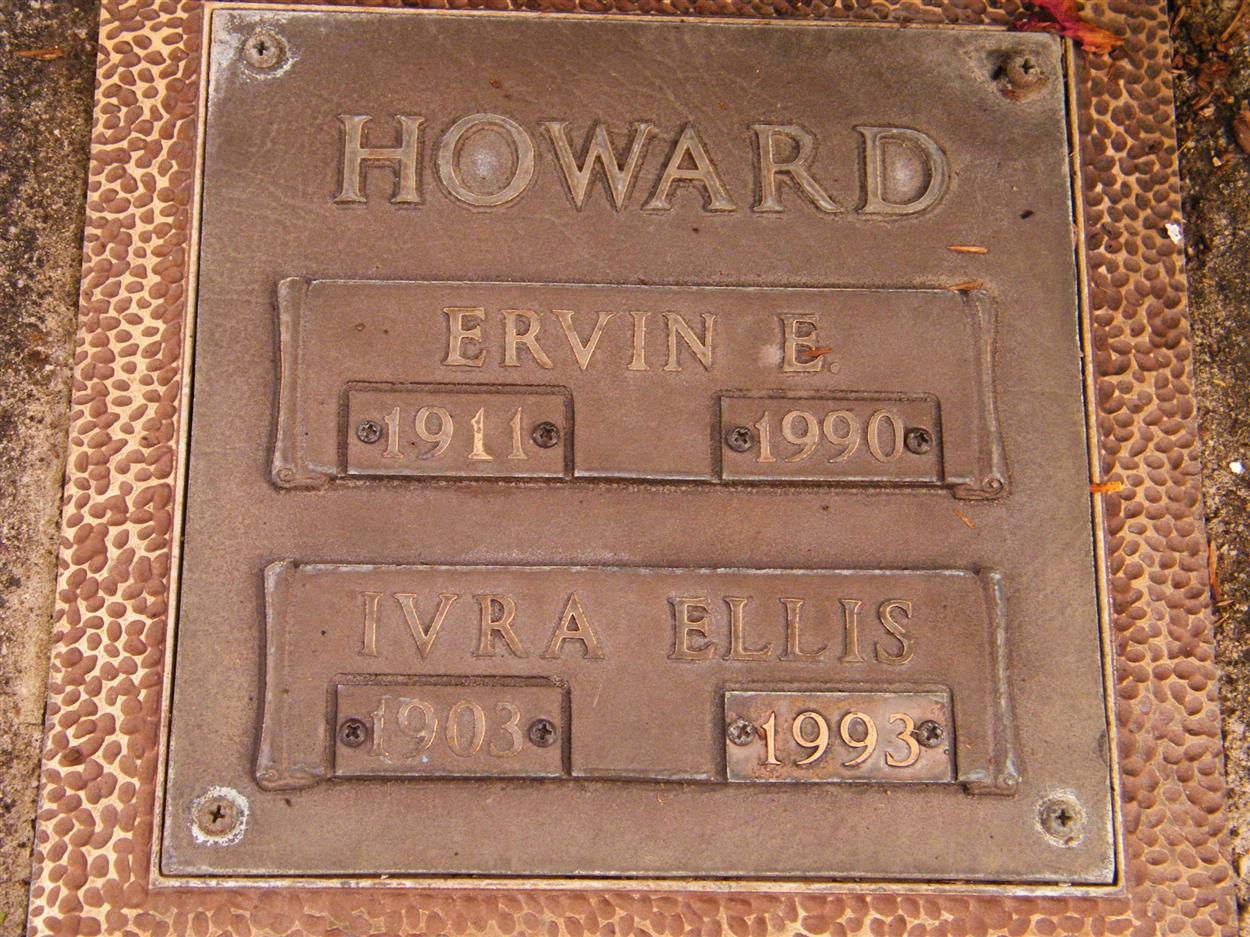 HOWARD
ERVIN E.
1911 1990
IVRA ELLIS
1903 1993